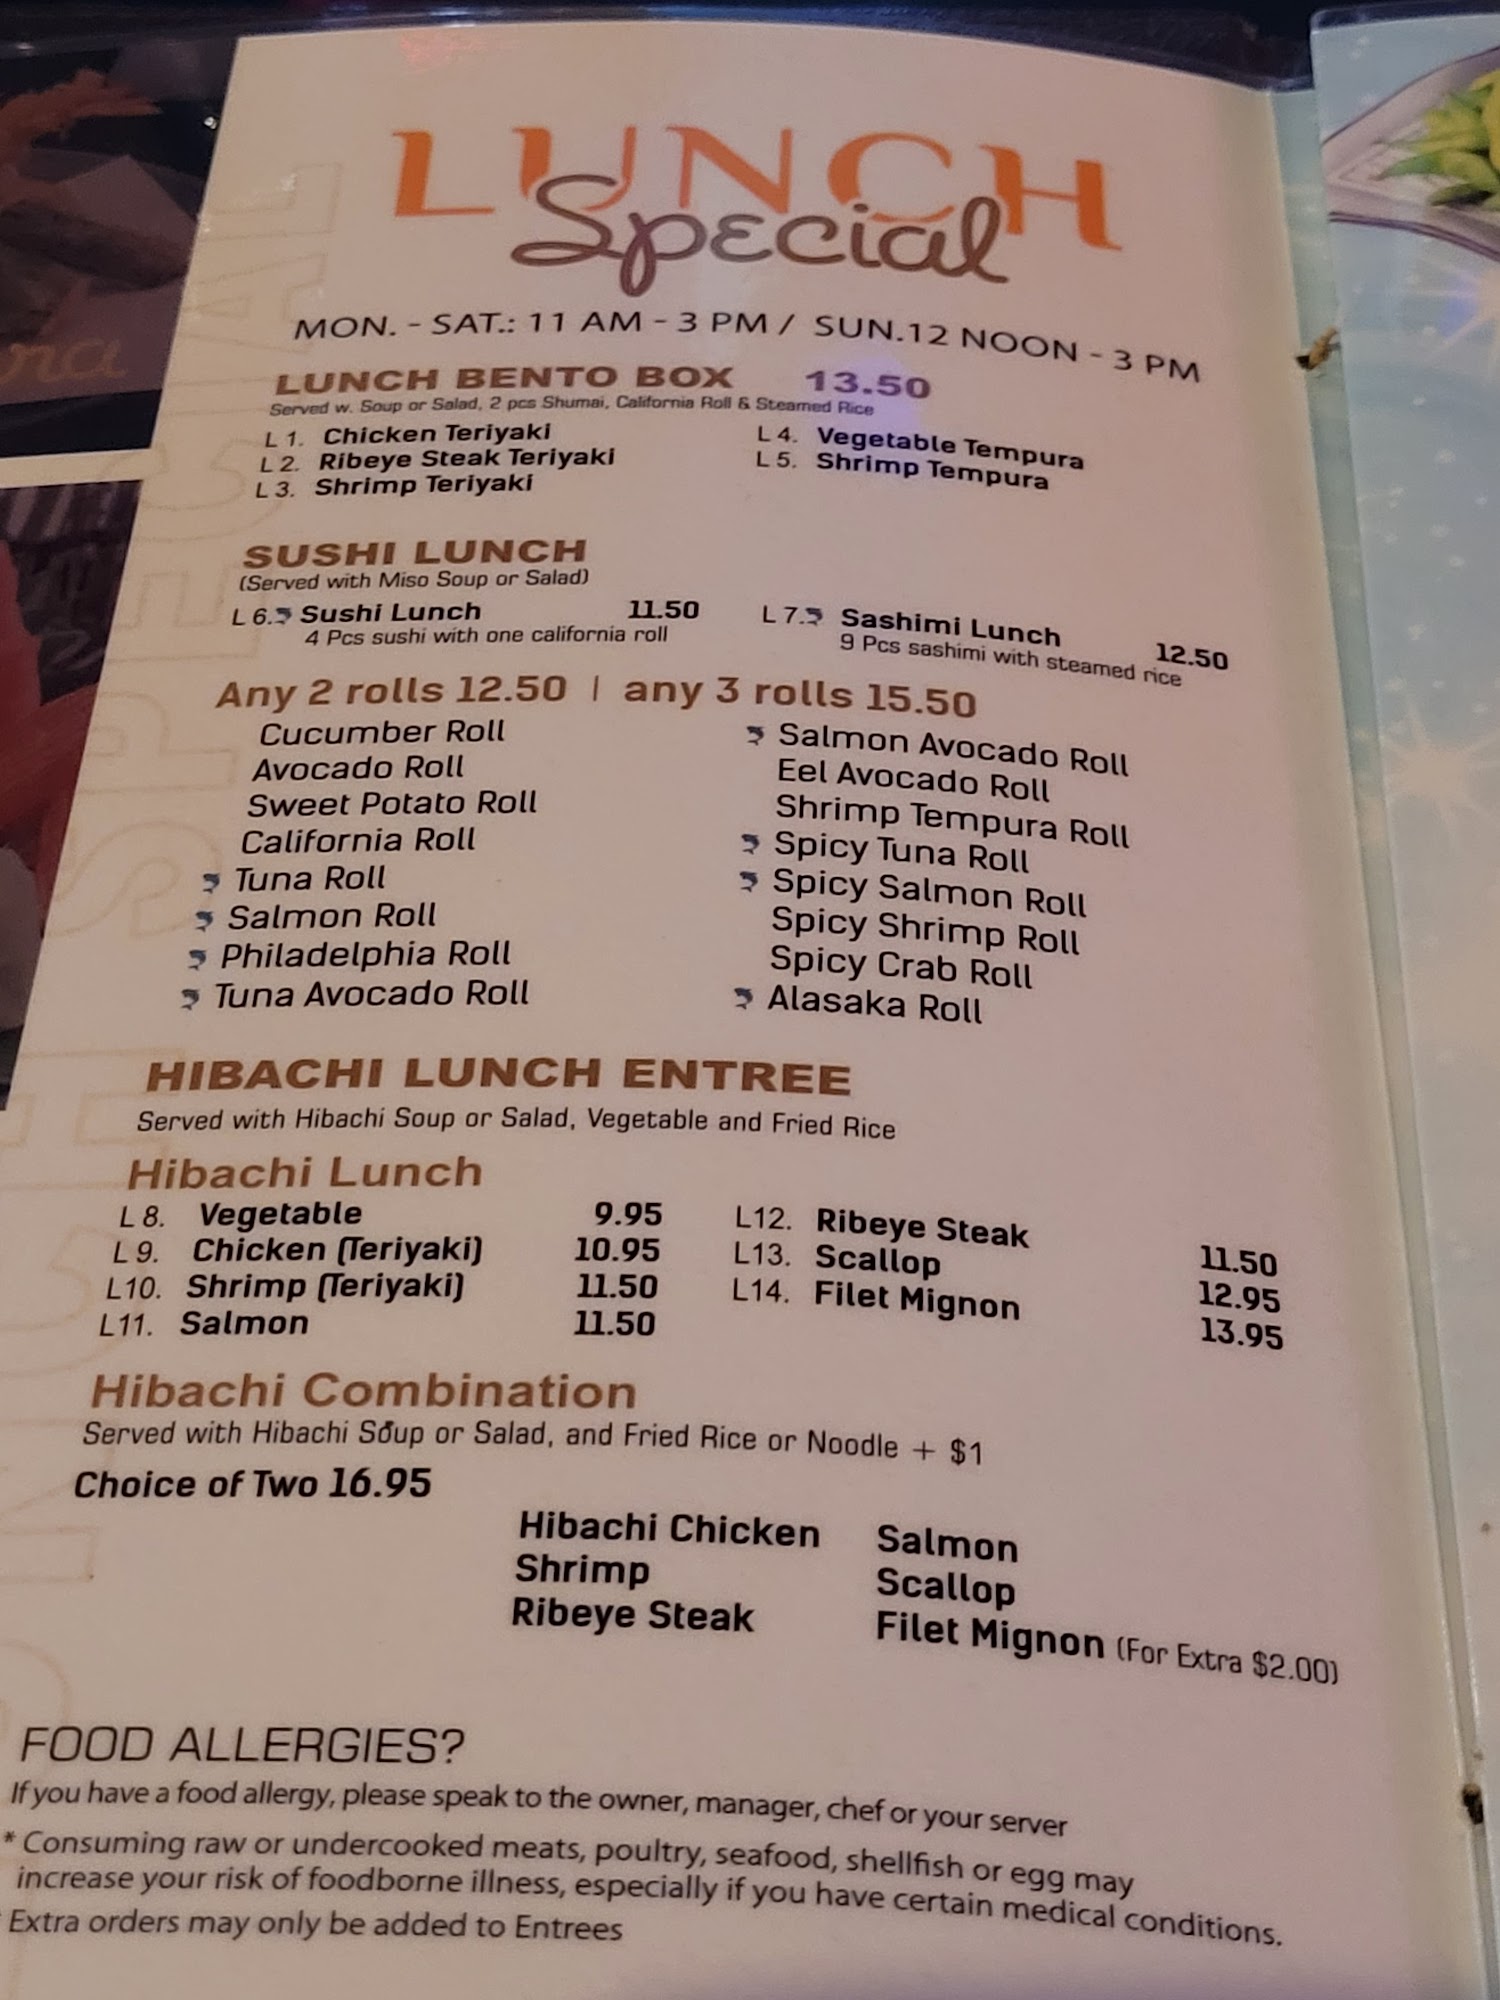 LUNCH
Special
MON. - SAT.: 11 AM - 3 PM / SUN.12 NOON - 3 PM
LUNCH BENTO BOX 13.50
Served w. Soup or Salad, 2 pcs Shumai, California Roll & Steamed Rice
L 1. Chicken Teriyaki
L 2. Ribeye Steak Teriyaki
L 3. Shrimp Teriyaki
L 4. Vegetable Tempura
L 5. Shrimp Tempura
SUSHI LUNCH
(Served with Miso Soup or Salad)
L 6. Sushi Lunch 11.50
4 Pcs sushi with one california roll
L 7. Sashimi Lunch 12.50
9 Pcs sashimi with steamed rice
Any 2 rolls 12.50 | any 3 rolls 15.50
Cucumber Roll
Avocado Roll
Sweet Potato Roll
California Roll
Tuna Roll
Salmon Roll
Philadelphia Roll
Tuna Avocado Roll
Salmon Avocado Roll
Eel Avocado Roll
Shrimp Tempura Roll
Spicy Tuna Roll
Spicy Salmon Roll
Spicy Shrimp Roll
Spicy Crab Roll
Alasaka Roll
HIBACHI LUNCH ENTREE
Served with Hibachi Soup or Salad, Vegetable and Fried Rice
Hibachi Lunch
L 8. Vegetable 9.95
L 9. Chicken (Teriyaki) 10.95
L10. Shrimp (Teriyaki) 11.50
L11. Salmon 11.50
L12. Ribeye Steak 11.50
L13. Scallop 12.95
L14. Filet Mignon 13.95
Hibachi Combination
Served with Hibachi Soup or Salad, and Fried Rice or Noodle + $1
Choice of Two 16.95
Hibachi Chicken
Shrimp
Ribeye Steak
Salmon
Scallop
Filet Mignon (For Extra $2.00)
FOOD ALLERGIES?
If you have a food allergy, please speak to the owner, manager, chef or your server
* Consuming raw or undercooked meats, poultry, seafood, shellfish or egg may
increase your risk of foodborne illness, especially if you have certain medical conditions.
Extra orders may only be added to Entrees
LUNCH SPECIAL